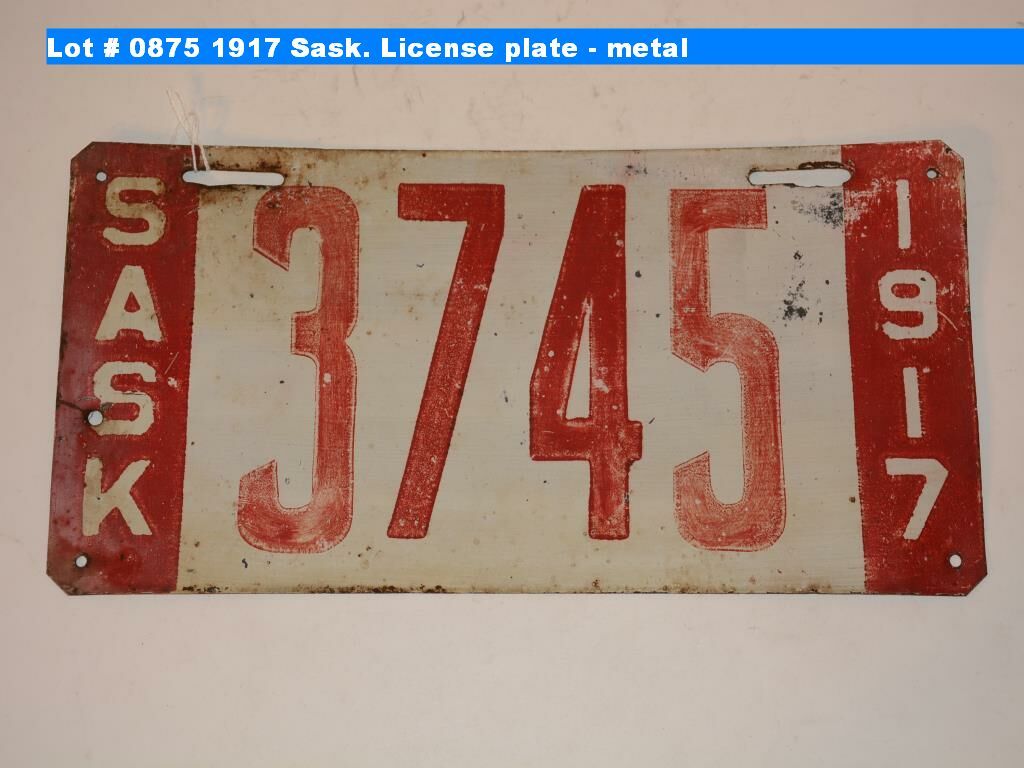 Lot # 0875 1917 Sask. License plate - metal
SASK
3745
1917